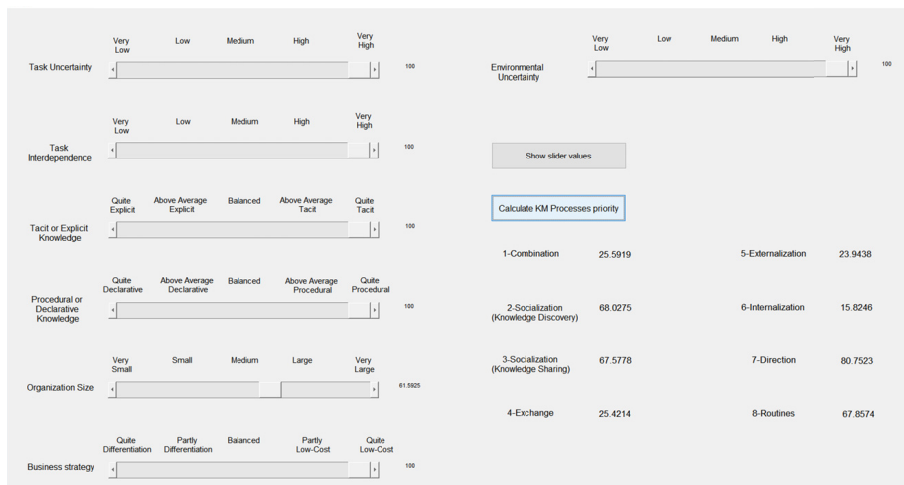 Very Low
Low
Medium
High
Very High
Task Uncertainty
100
Very Low
Low
Medium
High
Very High
Task Interdependence
100
Quite Explicit
Above Average Explicit
Balanced
Above Average Tacit
Quite Tacit
Tacit or Explicit Knowledge
100
Quite Declarative
Above Average Declarative
Balanced
Above Average Procedural
Quite Procedural
Procedural or Declarative Knowledge
100
Very Small
Small
Medium
Large
Very Large
Organization Size
61.5925
Quite Differentiation
Partly Differentiation
Balanced
Partly Low-Cost
Quite Low-Cost
Business strategy
100
Very Low
Low
Medium
High
Very High
Environmental Uncertainty
100
Show slider values
Calculate KM Processes priority
1-Combination
25.5919
5-Externalization
23.9438
2-Socialization (Knowledge Discovery)
68.0275
6-Internalization
15.8246
3-Socialization (Knowledge Sharing)
67.5778
7-Direction
80.7523
4-Exchange
25.4214
8-Routines
67.8574